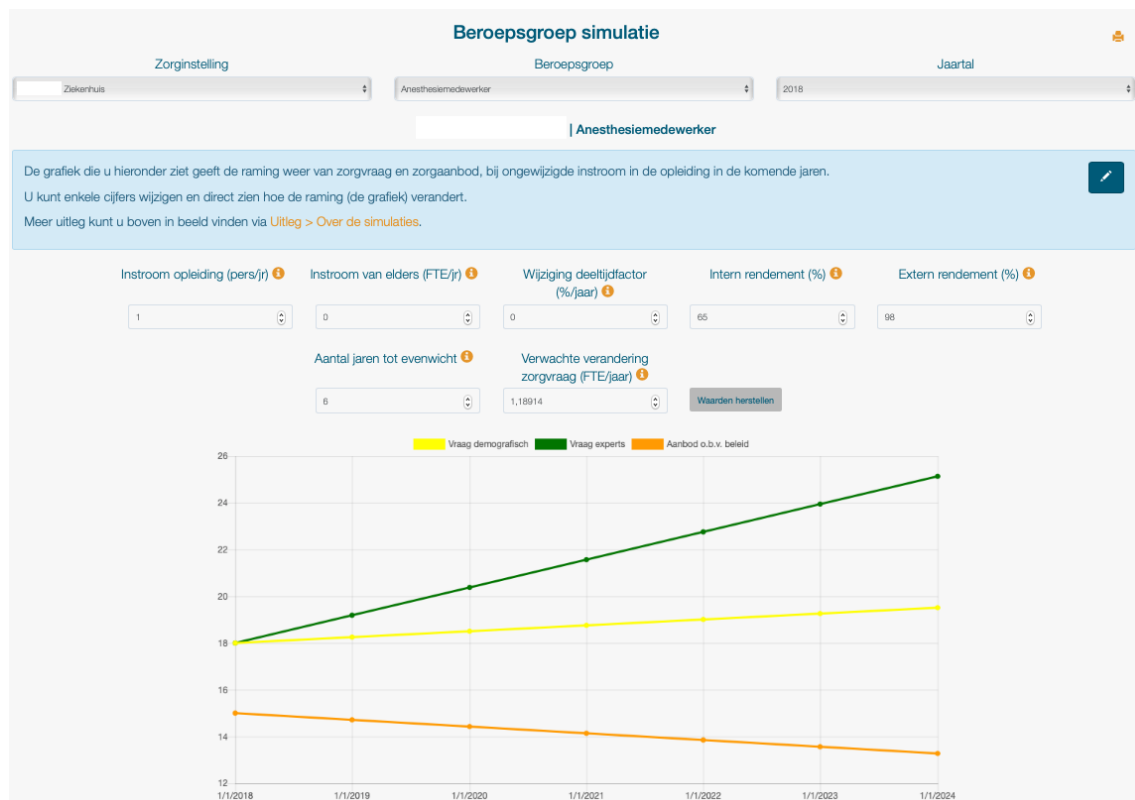 Beroepsgroep simulatie
Zorginstelling Beroepsgroep Jaartal
Ziekenhuis Anesthesiemedewerker 2018
| Anesthesiemedewerker
De grafiek die u hieronder ziet geeft de raming weer van zorgvraag en zorgaanbod, bij ongewijzigde instroom in de opleiding in de komende jaren.
U kunt enkele cijfers wijzigen en direct zien hoe de raming (de grafiek) verandert.
Meer uitleg kunt u boven in beeld vinden via Uitleg > Over de simulaties.
Instroom opleiding (pers/jr) Instroom van elders (FTE/jr) Wijziging deeltijdfactor Intern rendement (%) Extern rendement (%)
(%/jaar)
1 0 0 65 98
Aantal jaren tot evenwicht Verwachte verandering
zorgvraag (FTE/jaar)
6 1,18914 Waarden herstellen
Vraag demografisch Vraag experts Aanbod o.b.v. beleid
26
24
22
20
18
16
14
12
1/1/2018 1/1/2019 1/1/2020 1/1/2021 1/1/2022 1/1/2023 1/1/2024